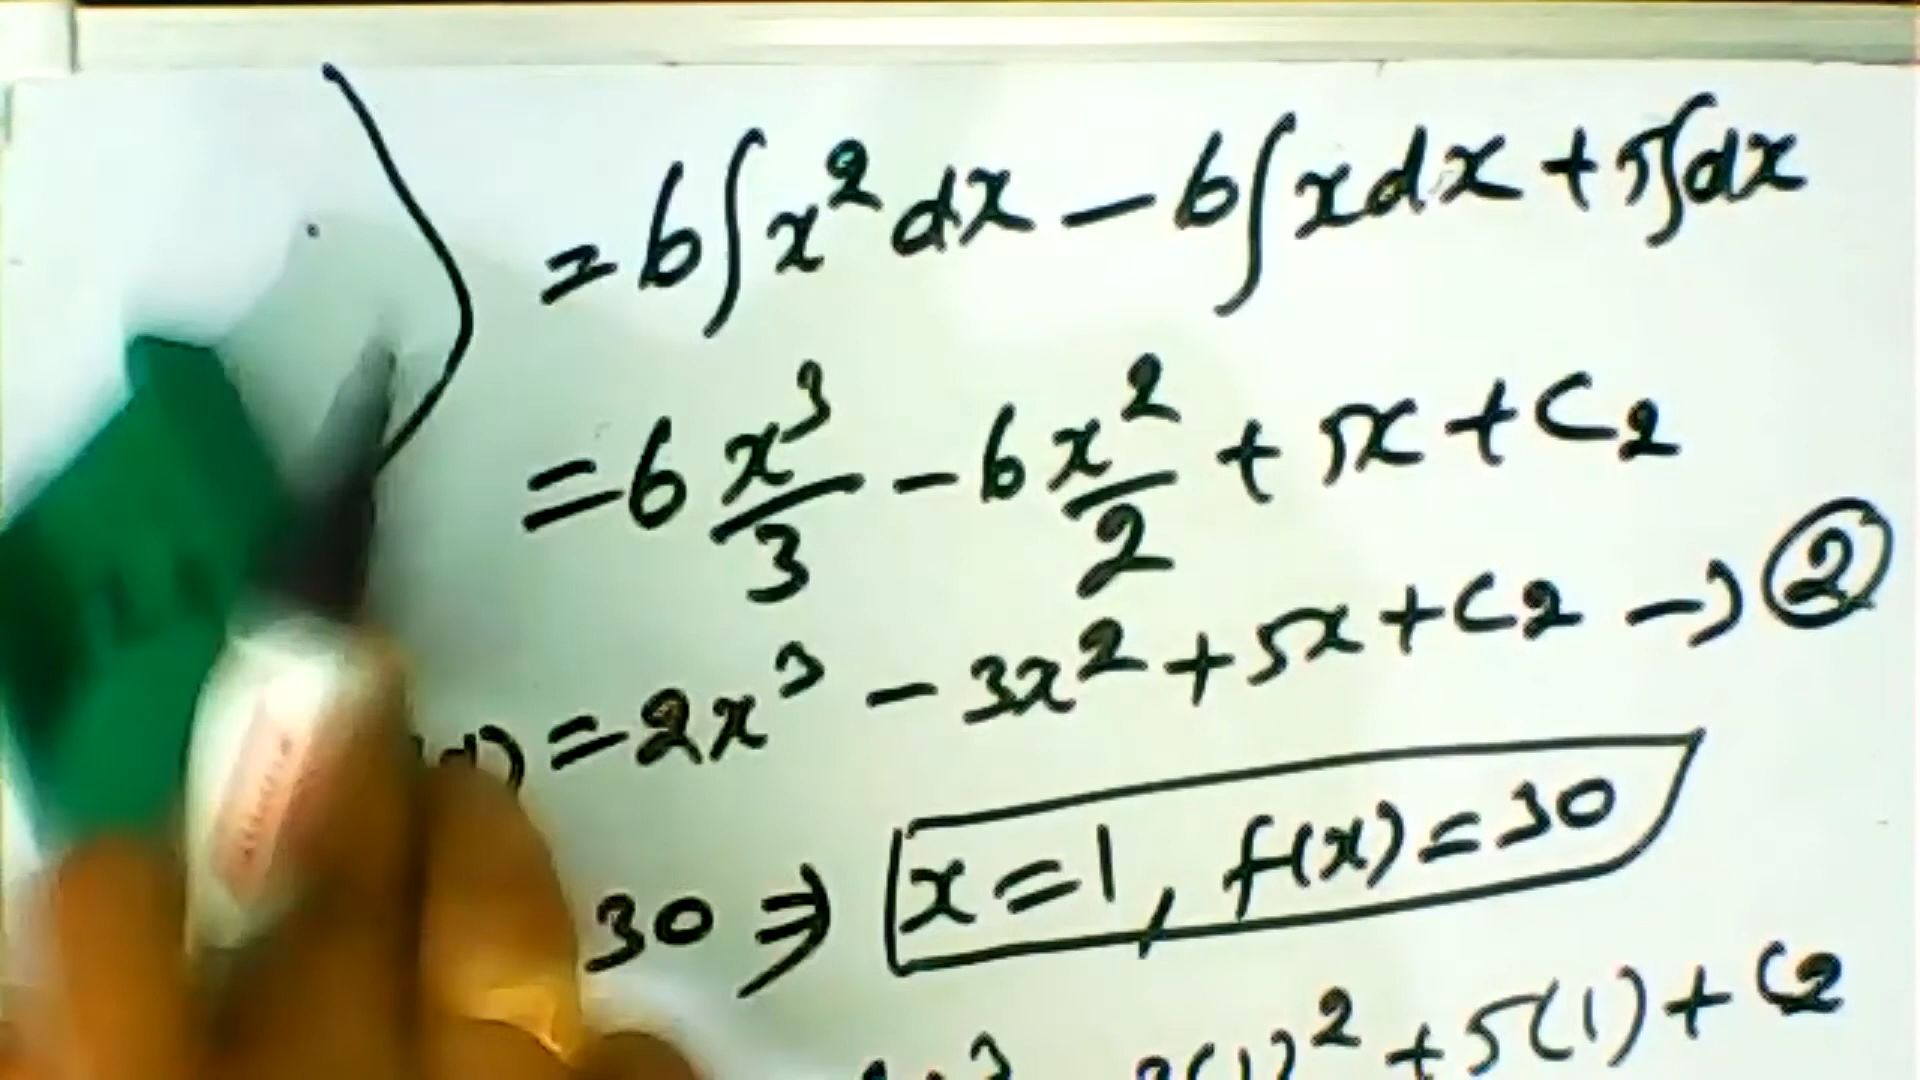 = 6∫x²dx − 6∫xdx + 5∫dx
= 6 x³/3 − 6 x²/2 + 5x + C₂
= 2x³ − 3x² + 5x + C₂ → ②
30 ⇒ x = 1, f(x) = 30
² + 5(1) + C₂